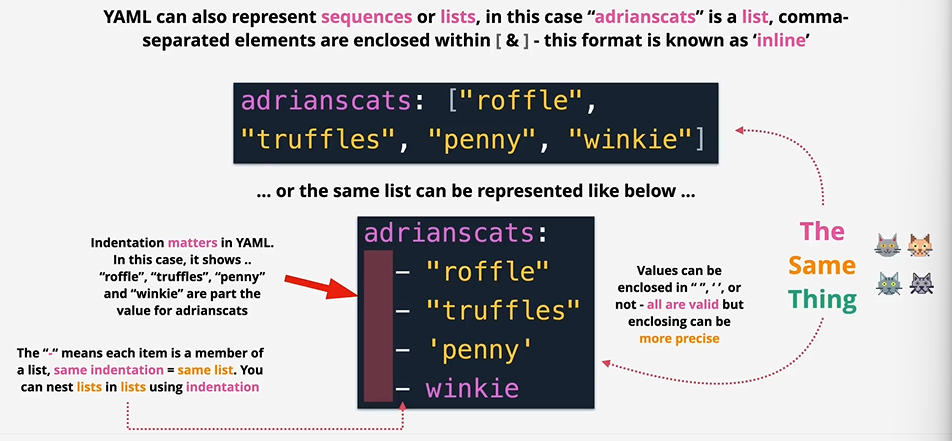 YAML can also represent sequences or lists, in this case “adrianscats” is a list, comma-
separated elements are enclosed within [ & ] - this format is known as ‘inline’
adrianscats: ["roffle",
"truffles", "penny", "winkie"]
... or the same list can be represented like below ...
adrianscats:
- "roffle"
- "truffles"
- 'penny'
- winkie
Indentation matters in YAML.
In this case, it shows ..
“roffle”, “truffles”, “penny”
and “winkie” are part the
value for adrianscats
The “-” means each item is a member of
a list, same indentation = same list. You
can nest lists in lists using indentation
Values can be
enclosed in “ ”, ‘ ’, or
not - all are valid but
enclosing can be
more precise
The
Same
Thing